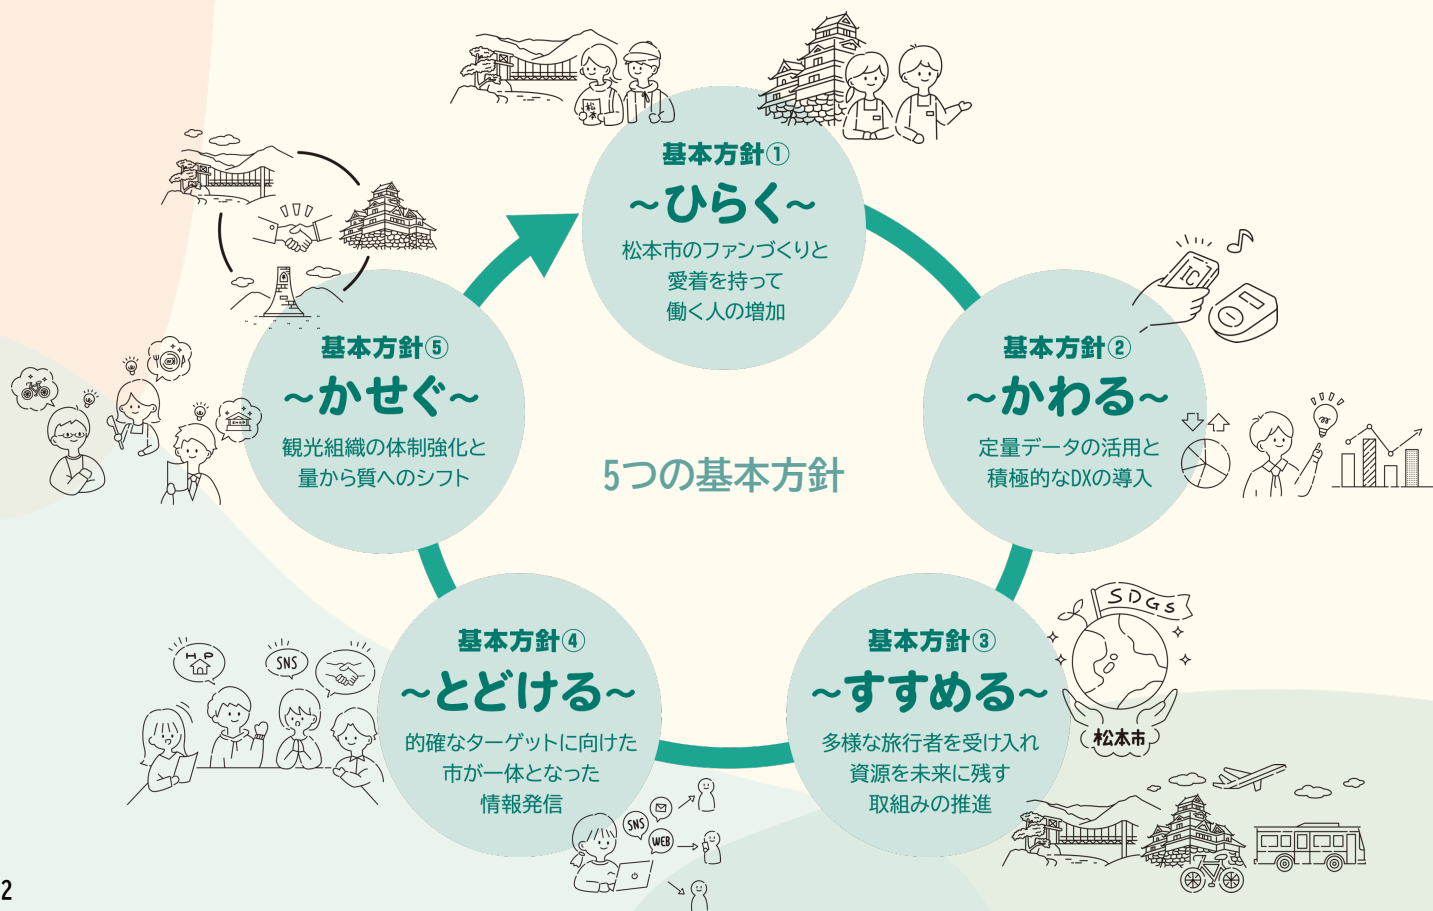 基本方針①
～ひらく～
松本市のファンづくりと
愛着を持って
働く人の増加
基本方針②
～かわる～
定量データの活用と
積極的なDXの導入
基本方針③
～すすめる～
多様な旅行者を受け入れ
資源を未来に残す
取組みの推進
基本方針④
～とどける～
的確なターゲットに向けた
市が一体となった
情報発信
基本方針⑤
～かせぐ～
観光組織の体制強化と
量から質へのシフト
5つの基本方針
松本
IC
SDGs
松本市
HP
SNS
SNS
WEB
2